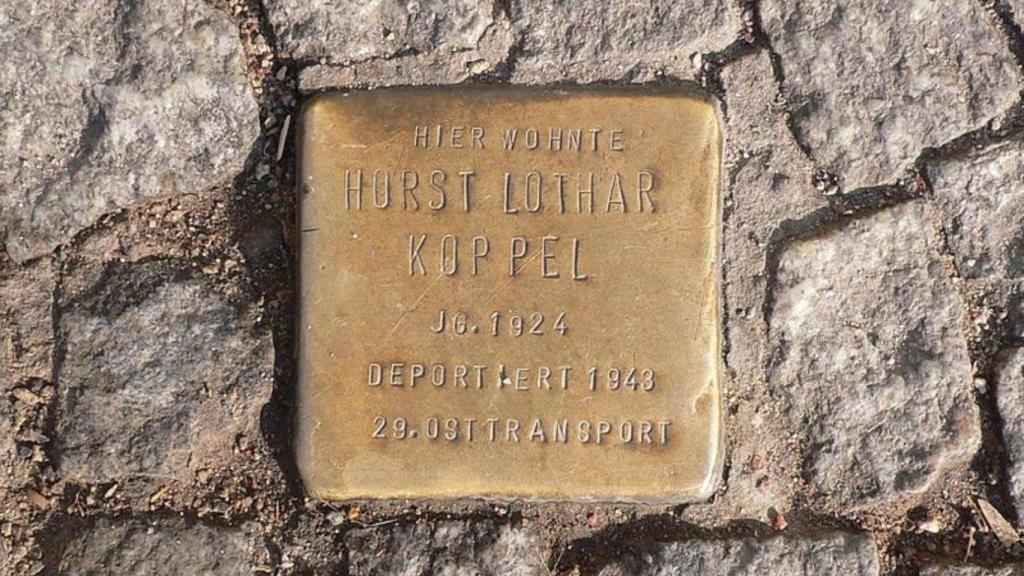 HIER WOHNTE
HORST LOTHAR
KOPPEL
JG. 1924
DEPORTIERT 1943
29. OSTTRANSPORT